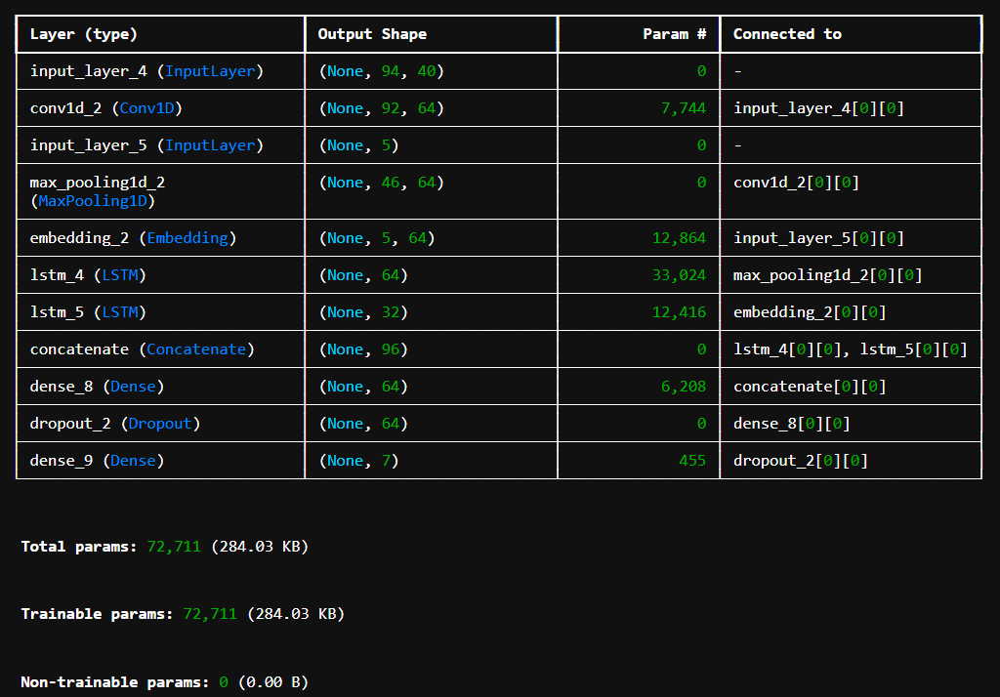 Layer (type) Output Shape Param # Connected to
input_layer_4 (InputLayer) (None, 94, 40) 0 -
conv1d_2 (Conv1D) (None, 92, 64) 7,744 input_layer_4[0][0]
input_layer_5 (InputLayer) (None, 5) 0 -
max_pooling1d_2 (None, 46, 64) 0 conv1d_2[0][0]
(MaxPooling1D)
embedding_2 (Embedding) (None, 5, 64) 12,864 input_layer_5[0][0]
lstm_4 (LSTM) (None, 64) 33,024 max_pooling1d_2[0][0]
lstm_5 (LSTM) (None, 32) 12,416 embedding_2[0][0]
concatenate (Concatenate) (None, 96) 0 lstm_4[0][0], lstm_5[0][0]
dense_8 (Dense) (None, 64) 6,208 concatenate[0][0]
dropout_2 (Dropout) (None, 64) 0 dense_8[0][0]
dense_9 (Dense) (None, 7) 455 dropout_2[0][0]
Total params: 72,711 (284.03 KB)
Trainable params: 72,711 (284.03 KB)
Non-trainable params: 0 (0.00 B)